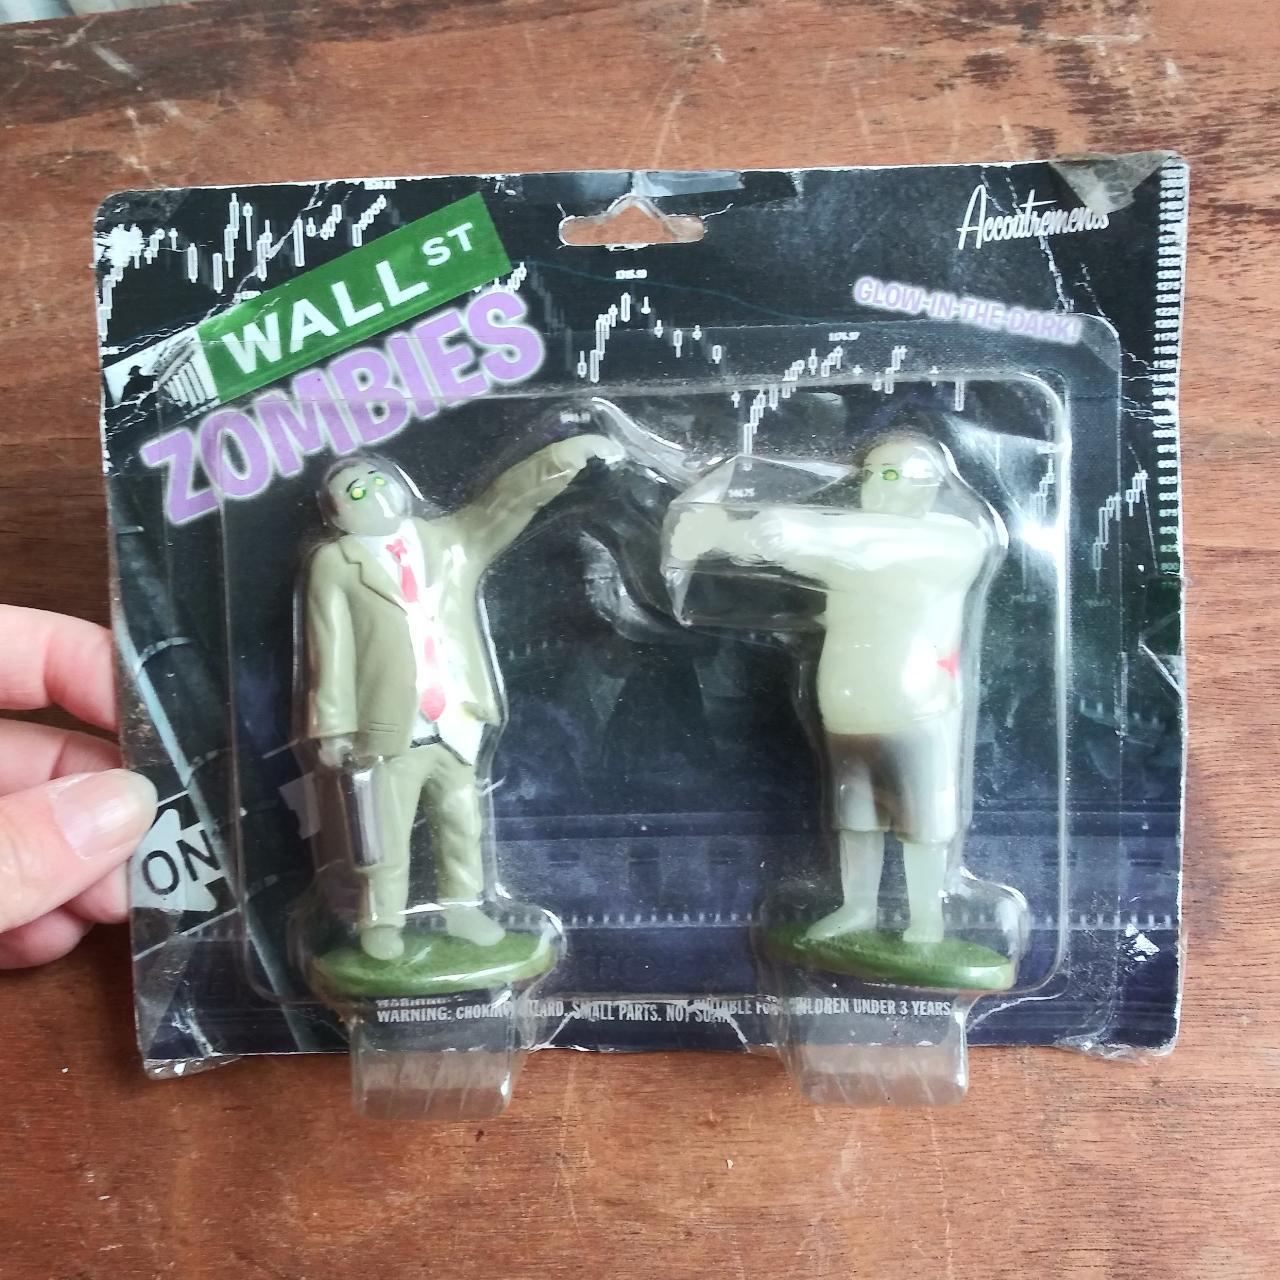 WALL ST
ZOMBIES
Accoutrements
GLOW-IN-THE-DARK!
ON
WARNING: CHOKING HAZARD. SMALL PARTS. NOT SUITABLE FOR CHILDREN UNDER 3 YEARS